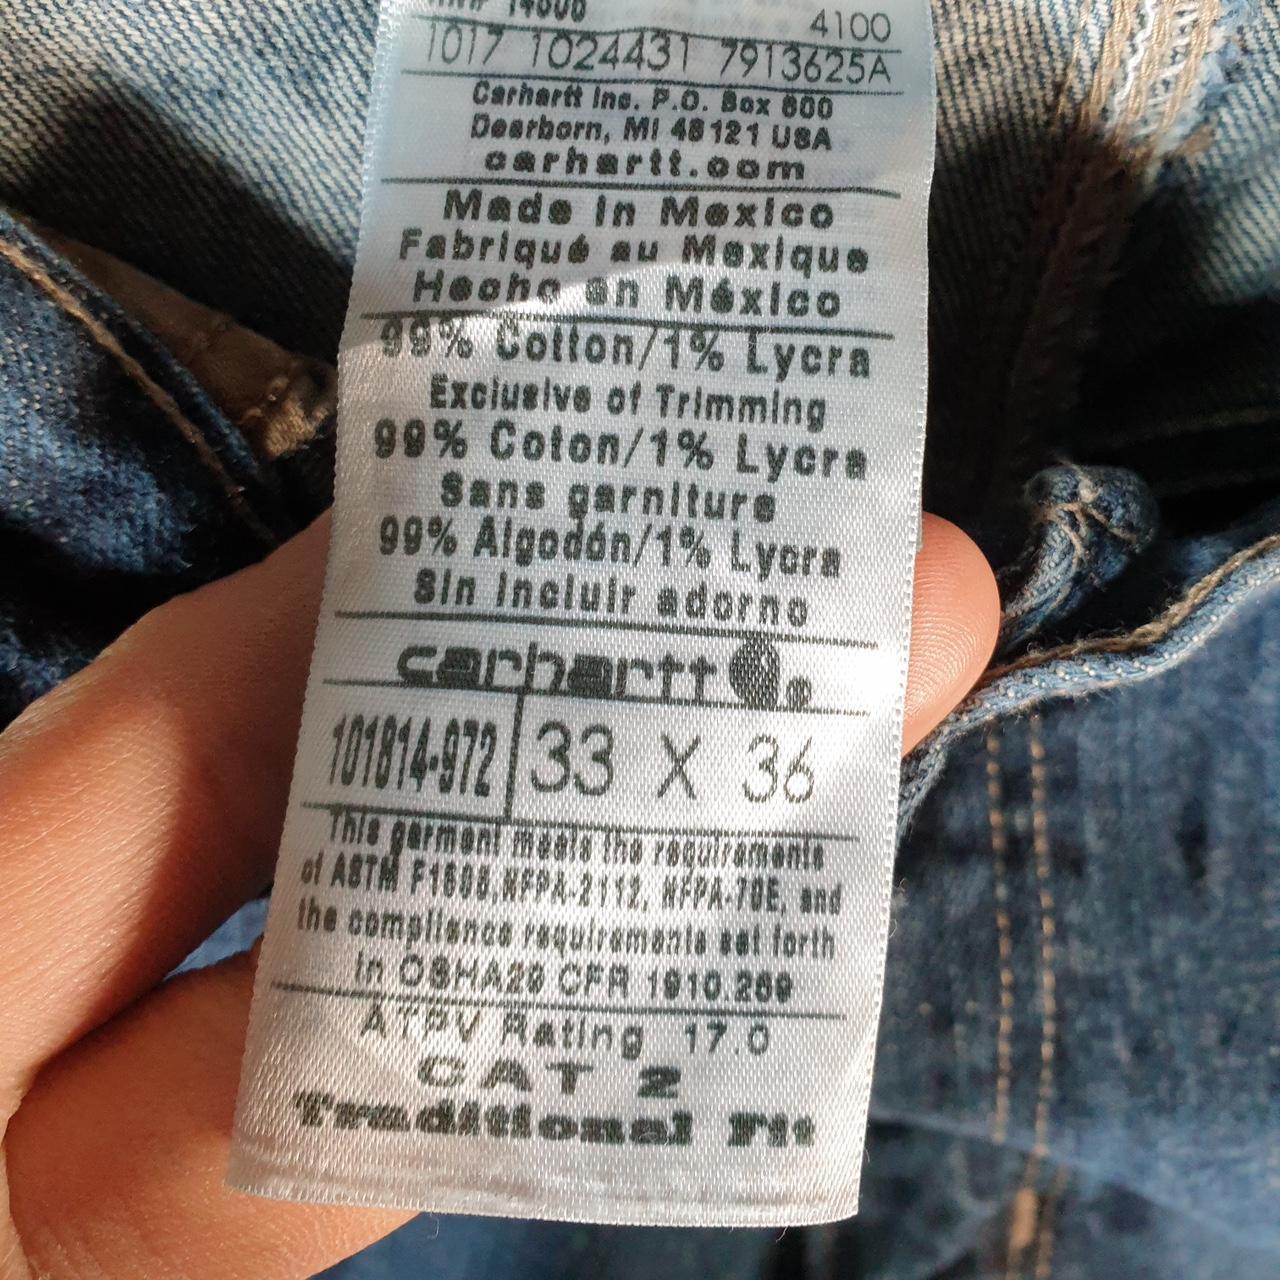 4100
1017 1024431 7913625A
Carhartt Inc. P.O. Box 600
Dearborn, MI 48121 USA
carhartt.com
Made in Mexico
Fabriqué au Mexique
Hecho en México
99% Cotton/1% Lycra
Exclusive of Trimming
99% Coton/1% Lycra
Sans garniture
99% Algodón/1% Lycra
Sin incluir adorno
carhartt
101814-972 33 X 36
This garment meets the requirements
of ASTM F1506, NFPA-2112, NFPA-70E, and
the compliance requirements set forth
in OSHA29 CFR 1910.269
ATPV Rating 17.0
CAT 2
Traditional Fit